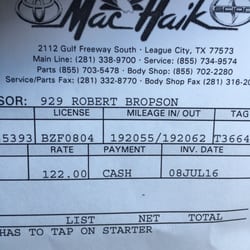 Mac Haik
2112 Gulf Freeway South · League City, TX 77573
Main Line: (281) 338-9700 · Service: (855) 734-9574
Parts (855) 703-5478 · Body Shop: (855) 702-2280
Service/Parts Fax: (332-8770 · Body Shop Fax (281) 316-20
SOR: 929 ROBERT BROPSON
LICENSE MILEAGE IN/ OUT TAG
5393 BZF0804 192055/192062 T3664
RATE PAYMENT INV. DATE
122.00 CASH 08JUL16
LIST NET TOTAL
HAS TO TAP ON STARTER